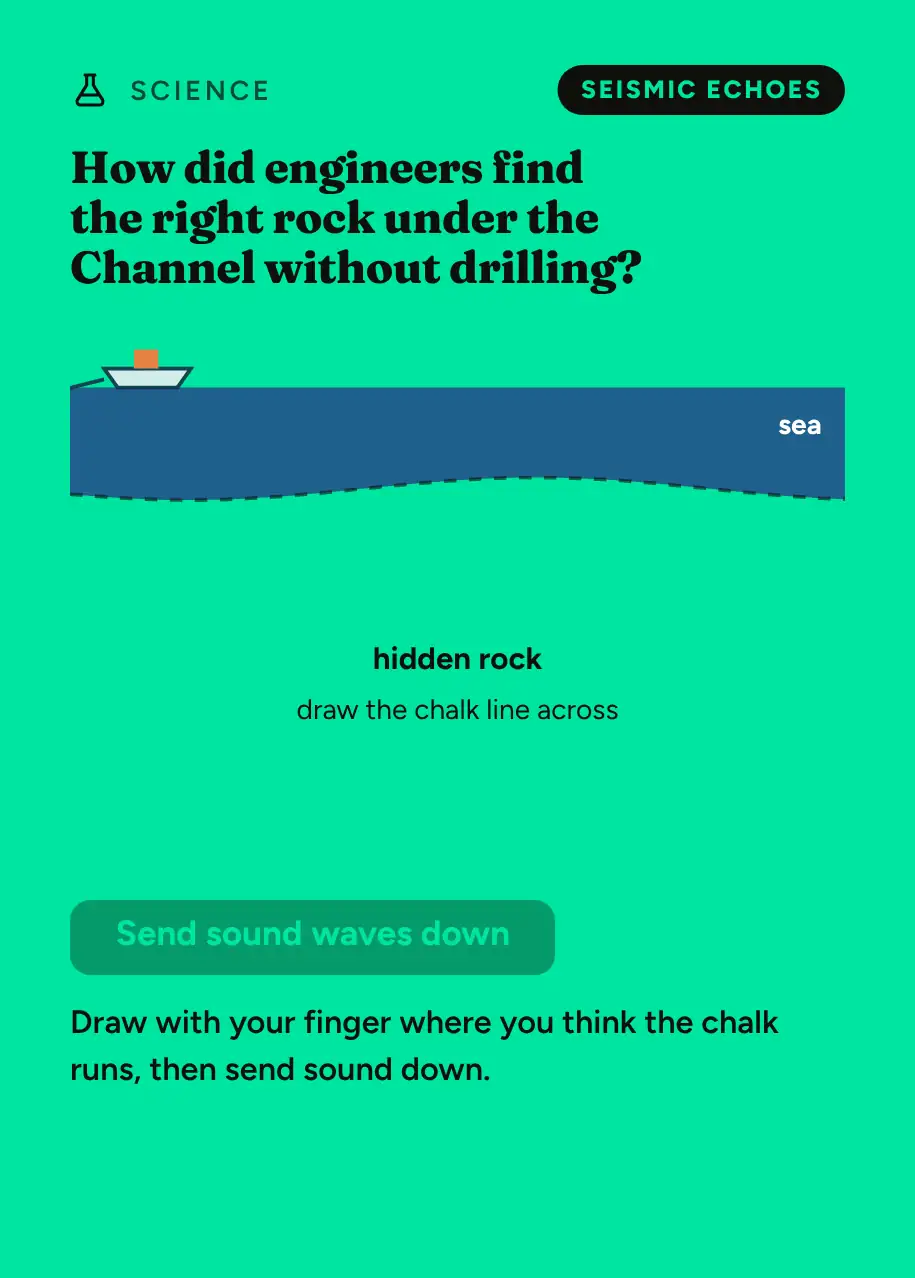 SCIENCE
SEISMIC ECHOES
How did engineers find
the right rock under the
Channel without drilling?
sea
hidden rock
draw the chalk line across
Send sound waves down
Draw with your finger where you think the chalk
runs, then send sound down.